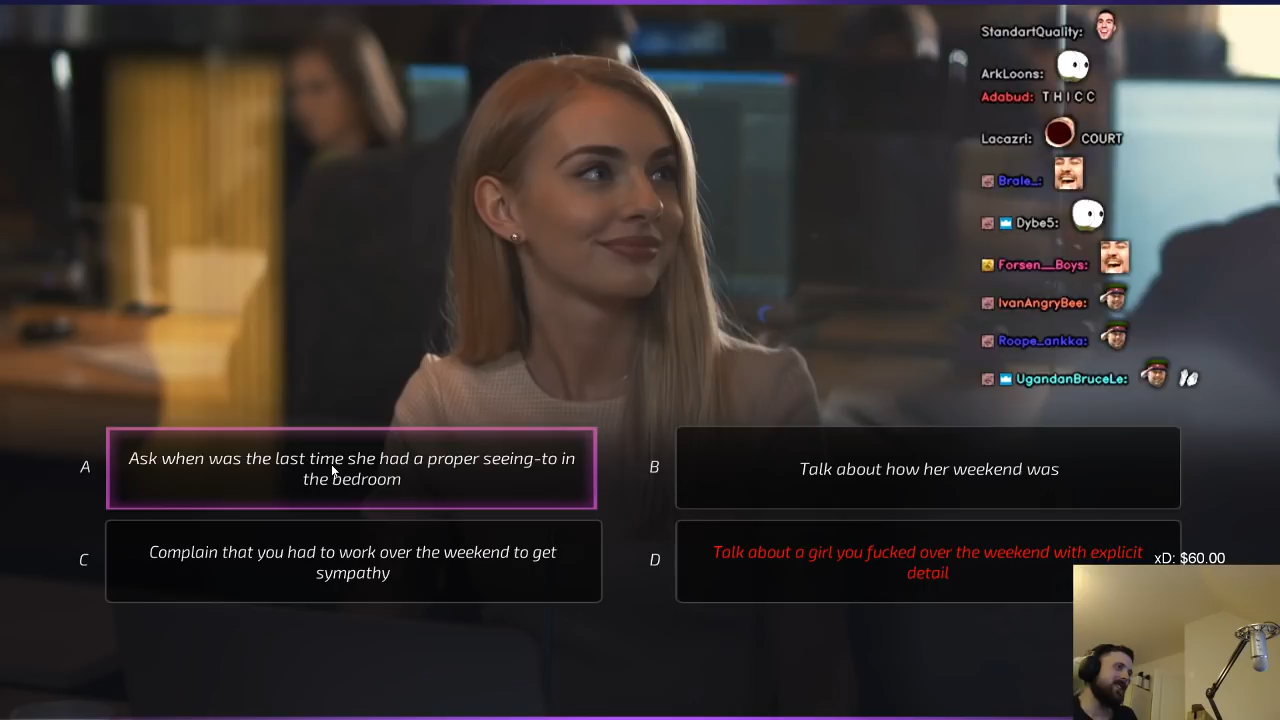 StandartQuality:
ArkLoons:
Adabud: T H I C C
Lacazri: COURT
Brale_:
Dybe5:
Forsen__Boys:
IvanAngryBee:
Roope_ankka:
UgandanBruceLe:
A
Ask when was the last time she had a proper seeing-to in
the bedroom
B
Talk about how her weekend was
C
Complain that you had to work over the weekend to get
sympathy
D
Talk about a girl you fucked over the weekend with explicit
detail
xD: $60.00